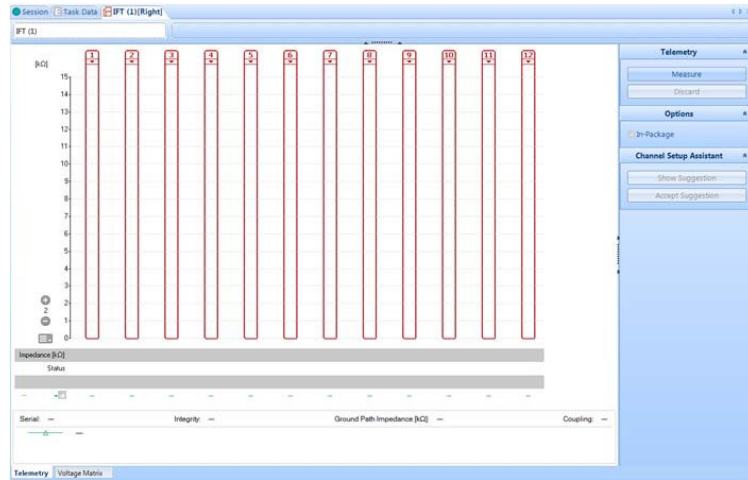 Session Task Data IFT (1)[Right]
IFT (1)
[kΩ]
1 2 3 4 5 6 7 8 9 10 11 12
15
14
13
12
11
10
9
8
7
6
5
4
3
2
1
0
2
Impedance [kΩ]
Status
– – – – – – – – – – – – – –
Serial: — Integrity: — Ground Path Impedance [kΩ] — Coupling: —
—
Telemetry Voltage Matrix
Telemetry
Measure
Discard
Options
In-Package
Channel Setup Assistant
Show Suggestion
Accept Suggestion